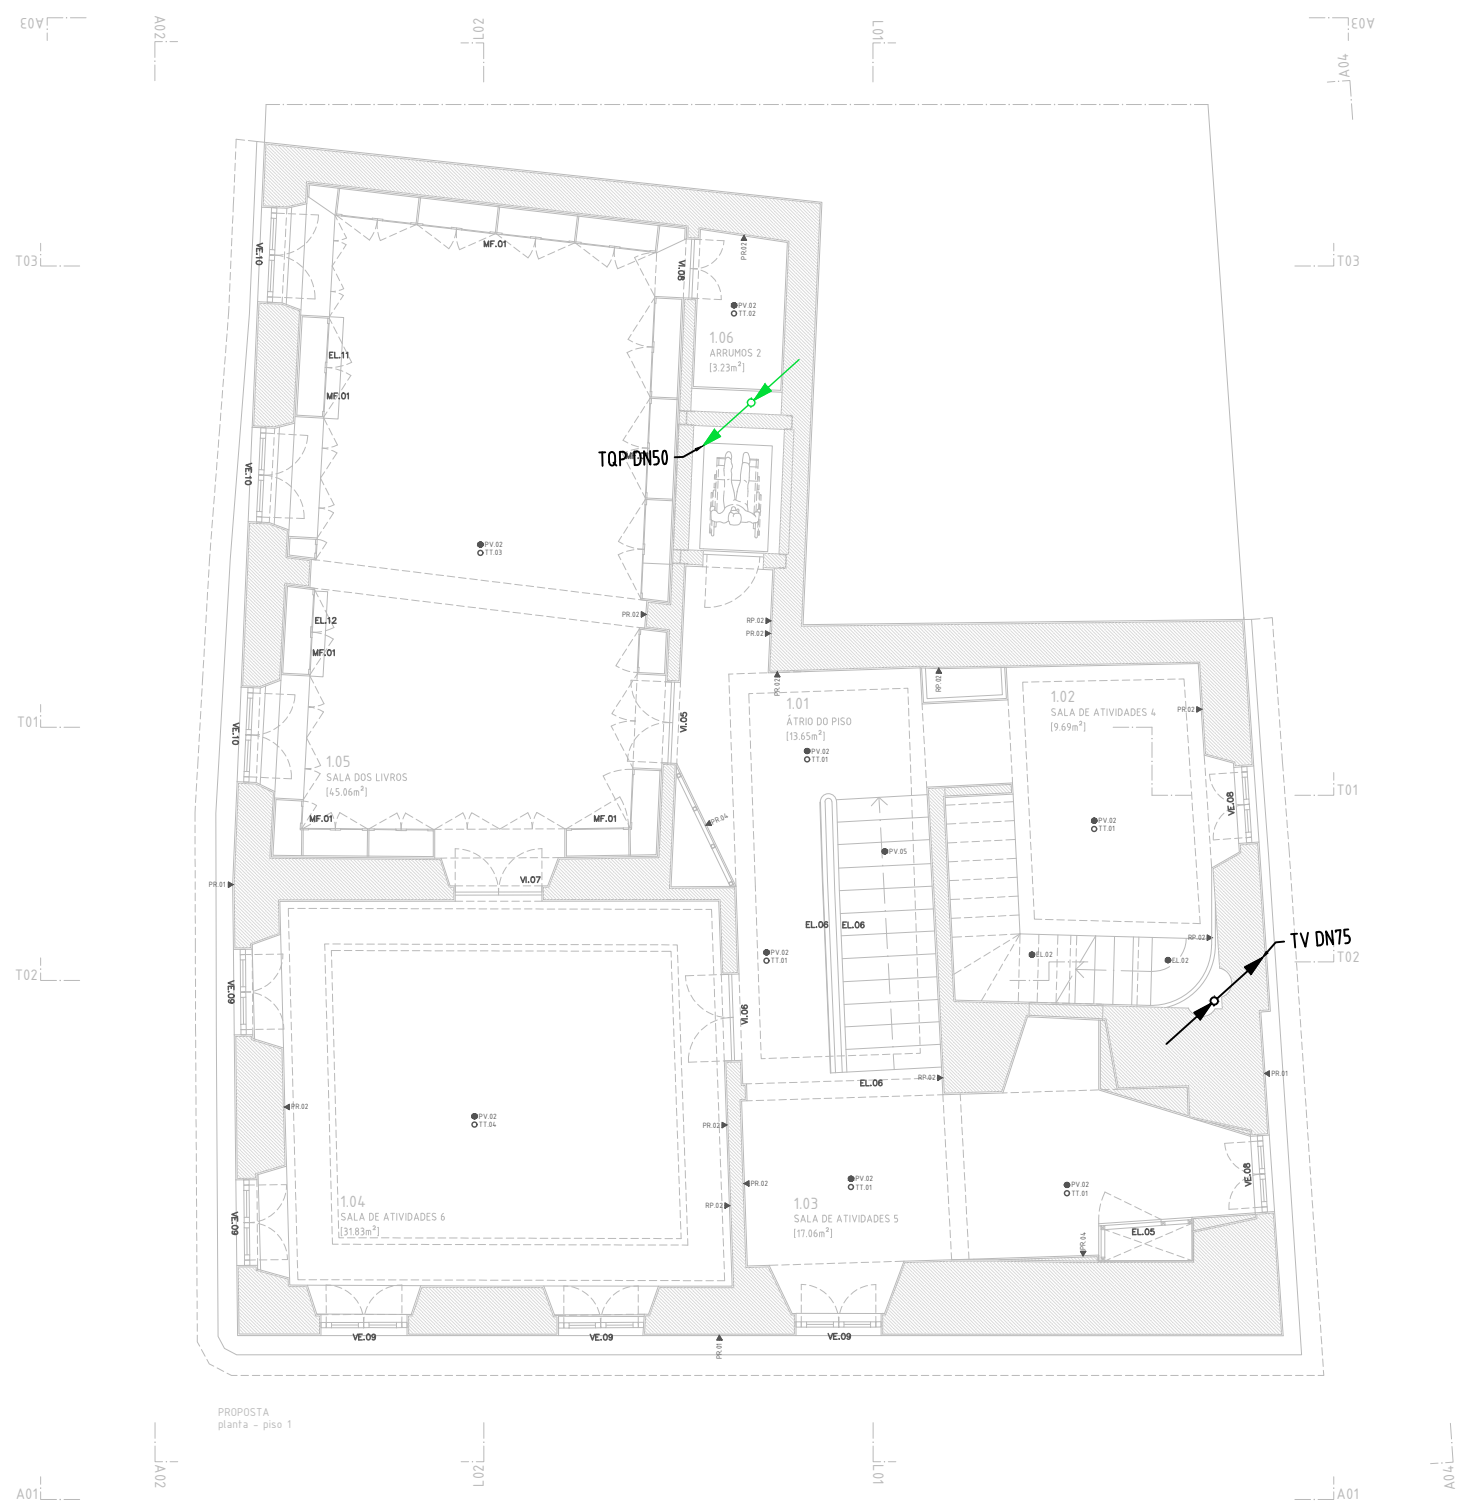 A03
A02
L02
L01
A03
A04
T03
T03
VE.10
MF.01
VI.08
PR.02
PV.02
TT.02
1.06
ARRUMOS 2
[3.23m²]
EL.11
MF.01
VE.10
TQP DN50
PV.02
TT.03
EL.12
MF.01
PR.02
RP.02
PR.02
PR.02
RP.02
1.01
ÁTRIO DO PISO
[13.65m²]
PV.02
TT.01
1.02
SALA DE ATIVIDADES 4
[9.69m²]
PR.02
T01
VE.10
VI.05
1.05
SALA DOS LIVROS
[45.06m²]
MF.01
MF.01
PR.04
T01
VE.08
PV.02
TT.01
PV.05
PR.01
VI.07
EL.06
EL.06
PV.02
TT.01
EL.02
EL.02
RP.02
TV DN75
T02
T02
VE.09
VI.06
EL.06
RP.02
PR.01
PR.02
PV.02
TT.04
PR.02
PV.02
TT.01
PV.02
TT.01
PR.02
RP.02
VE.08
VE.09
1.04
SALA DE ATIVIDADES 6
[31.83m²]
1.03
SALA DE ATIVIDADES 5
[17.06m²]
PR.04
EL.05
VE.09
VE.09
PR.01
VE.09
PROPOSTA
planta - piso 1
A02
L02
L01
A04
A01
A01